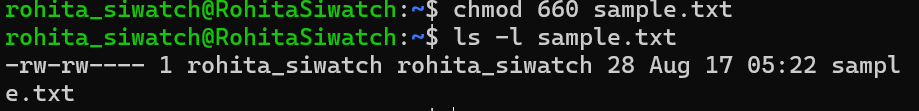 rohita_siwatch@RohitaSiwatch:~$ chmod 660 sample.txt
rohita_siwatch@RohitaSiwatch:~$ ls -l sample.txt
-rw-rw---- 1 rohita_siwatch rohita_siwatch 28 Aug 17 05:22 sampl
e.txt